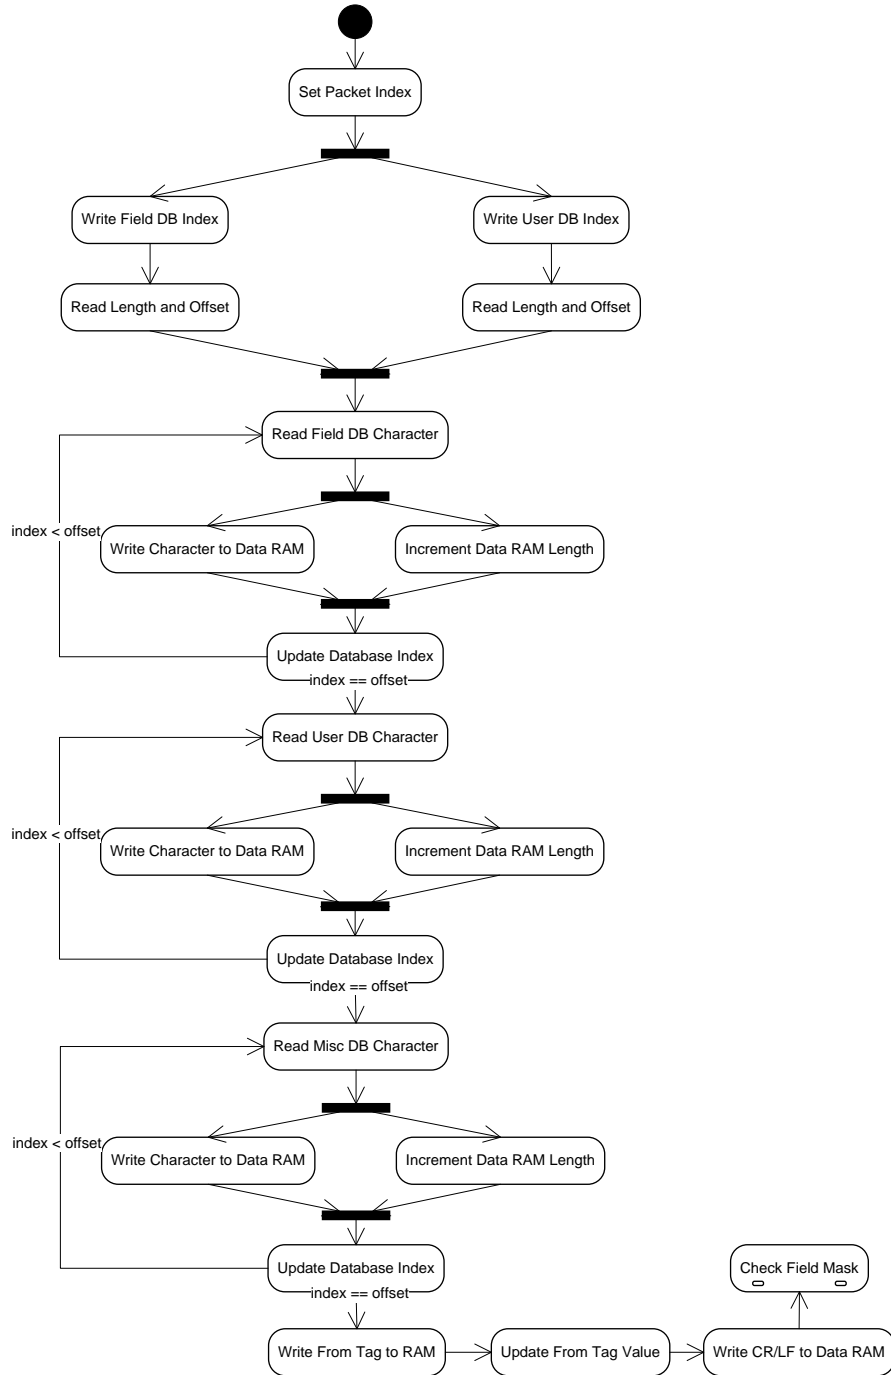 Set Packet Index
Write Field DB Index
Write User DB Index
Read Length and Offset
Read Length and Offset
Read Field DB Character
index < offset
Write Character to Data RAM
Increment Data RAM Length
Update Database Index
index == offset
Read User DB Character
index < offset
Write Character to Data RAM
Increment Data RAM Length
Update Database Index
index == offset
Read Misc DB Character
index < offset
Write Character to Data RAM
Increment Data RAM Length
Update Database Index
index == offset
Check Field Mask
Write From Tag to RAM
Update From Tag Value
Write CR/LF to Data RAM